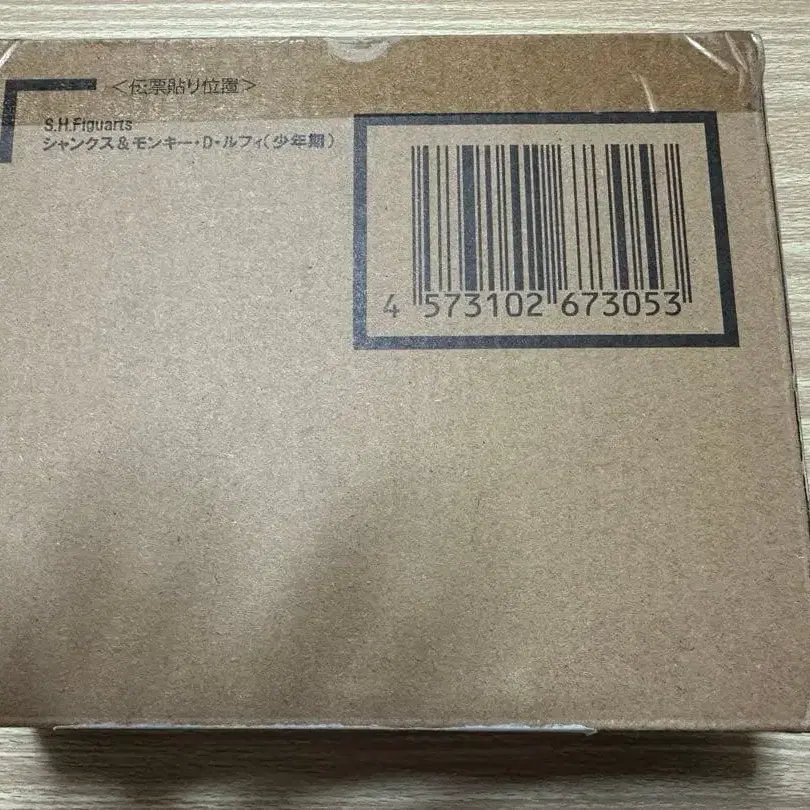 ＜伝票貼り位置＞
S.H.Figuarts
シャンクス＆モンキー・D・ルフィ（少年期）
4 573102 673053